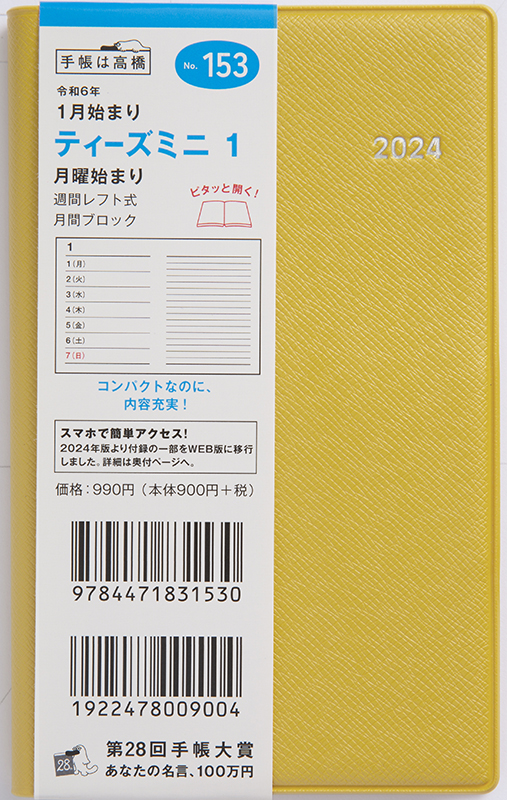 手帳は高橋
No. 153
令和6年
1月始まり
ティーズミニ 1
月曜始まり
週間レフト式
月間ブロック
ピタッと開く!
1
1(月)
2(火)
3(水)
4(木)
5(金)
6(土)
7(日)
コンパクトなのに、
内容充実!
スマホで簡単アクセス!
2024年版より付録の一部をWEB版に移行
しました。詳細は奥付ページへ。
価格:990円(本体900円+税)
9784471831530
1922478009004
28
第28回手帳大賞
あなたの名言、100万円
2024